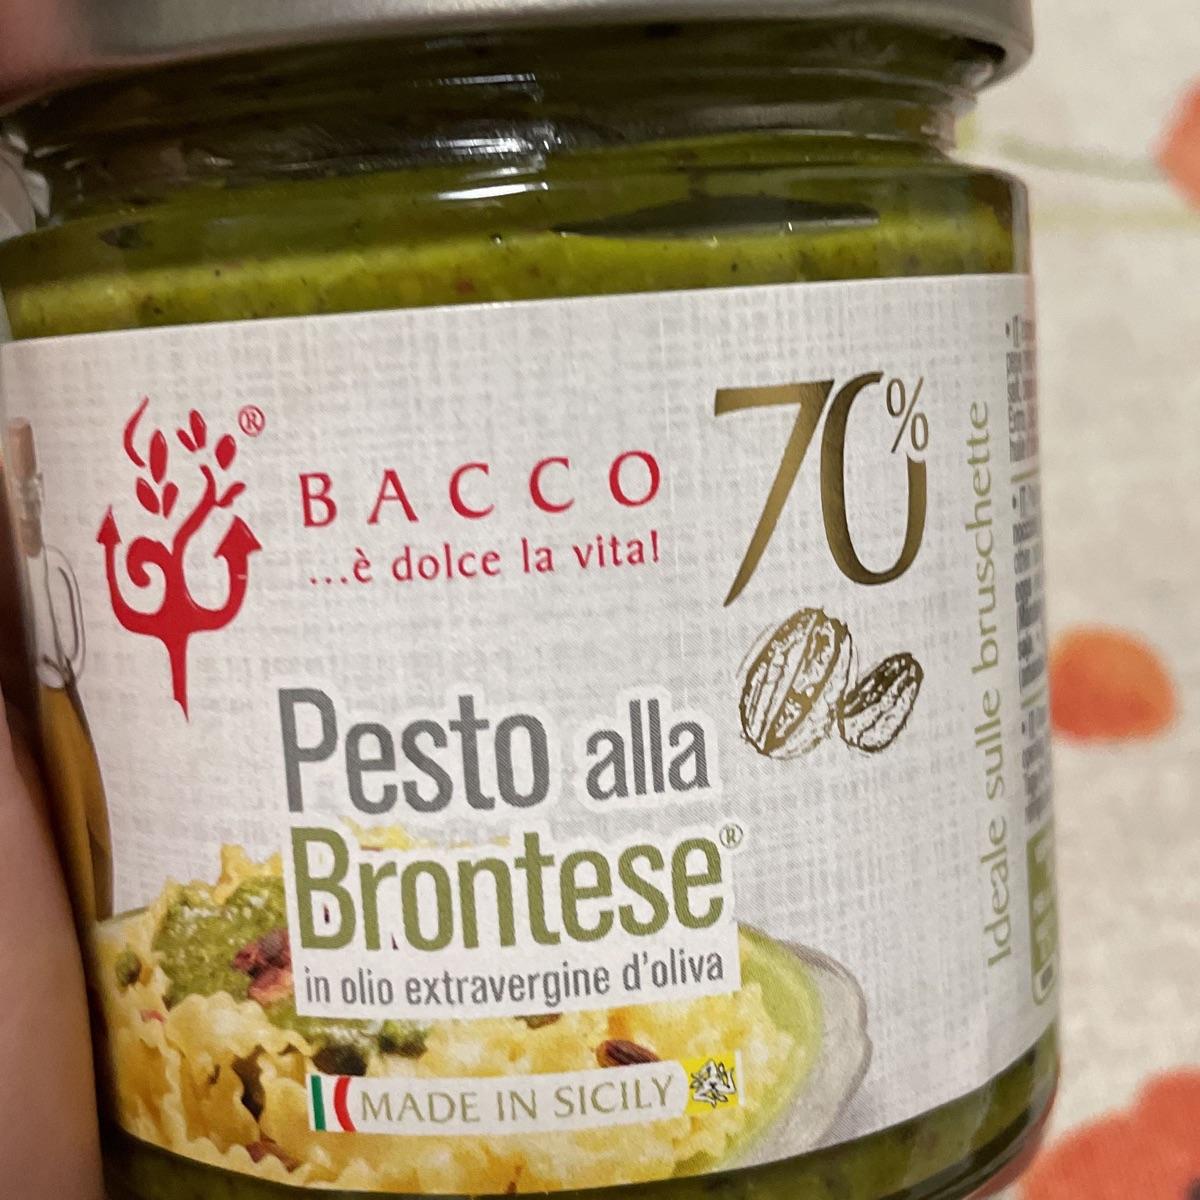 BACCO®
...è dolce la vita!
70%
Pesto alla
Brontese®
in olio extravergine d'oliva
MADE IN SICILY
Ideale sulle bruschette